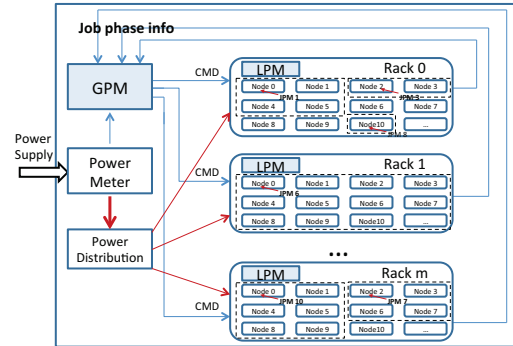 Job phase info
GPM
CMD
LPM
Rack 0
Node 0
Node 1
Node 2
Node 3
JPM 1
JPM 3
Node 4
Node 5
Node 6
Node 7
Node 8
Node 9
Node10
...
JPM 8
Power
Supply
Power
Meter
CMD
LPM
Rack 1
Node 0
Node 1
Node 2
Node 3
JPM 6
Node 4
Node 5
Node 6
Node 7
Node 8
Node 9
Node10
...
Power
Distribution
...
CMD
LPM
Rack m
Node 0
Node 1
Node 2
Node 3
JPM 10
JPM 7
Node 4
Node 5
Node 6
Node 7
Node 8
Node 9
Node10
...